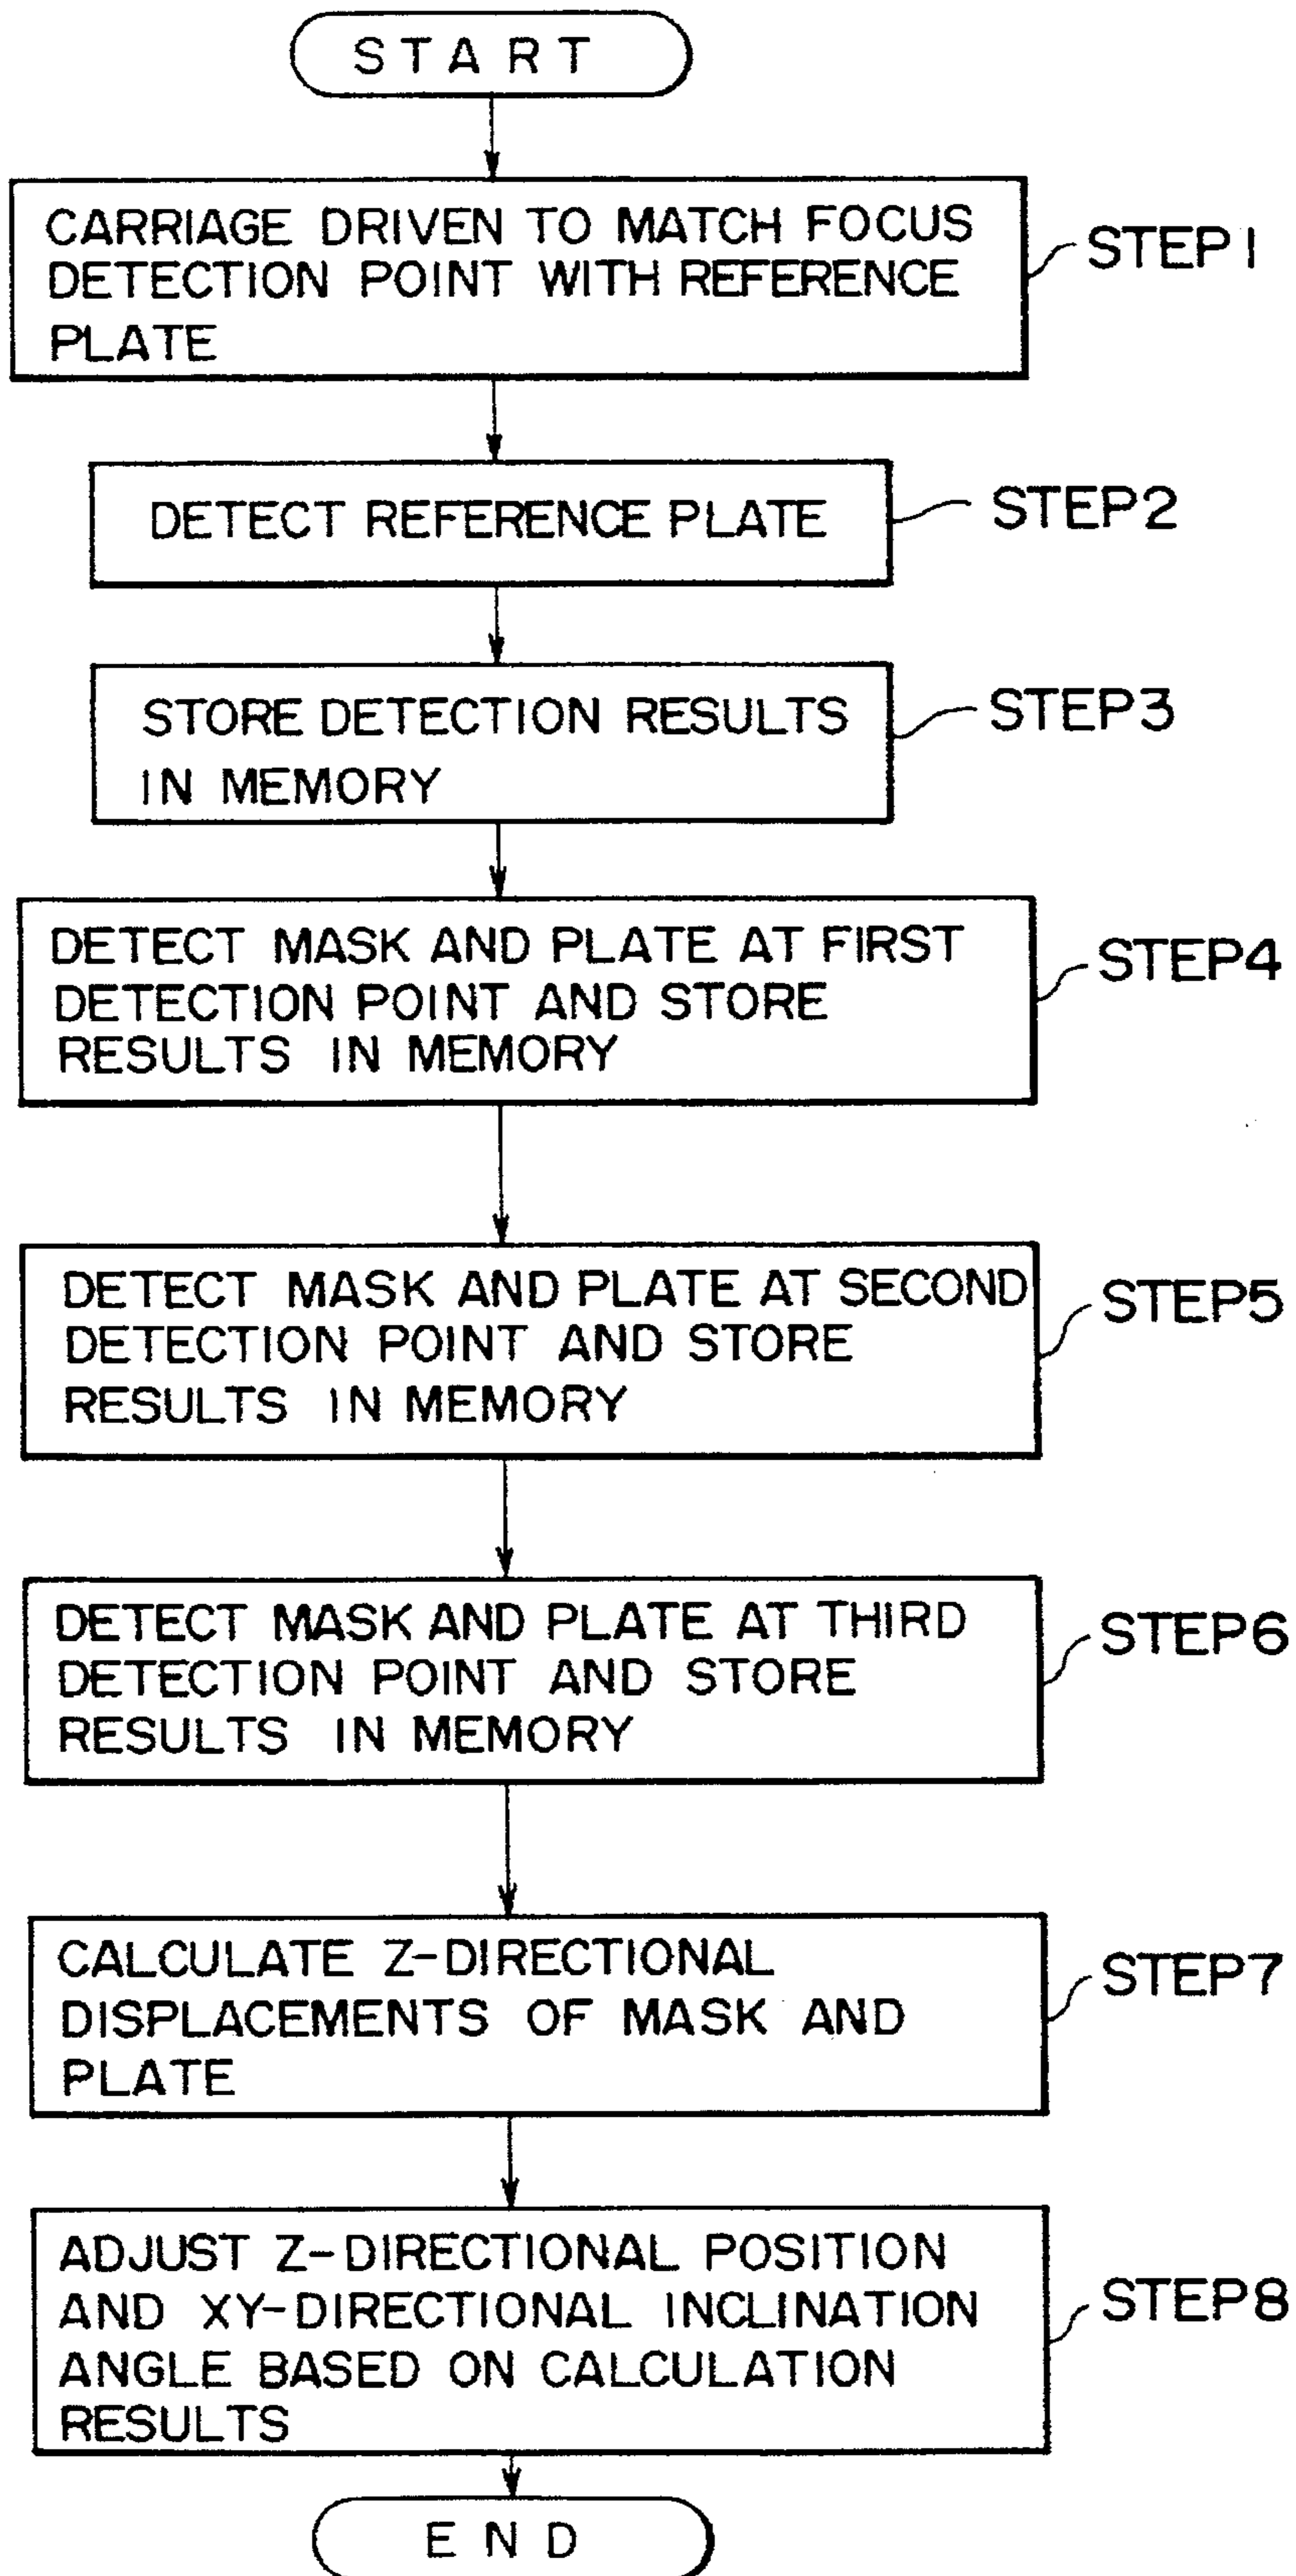 START
CARRIAGE DRIVEN TO MATCH FOCUS
DETECTION POINT WITH REFERENCE
PLATE
STEP1
DETECT REFERENCE PLATE
STEP2
STORE DETECTION RESULTS
IN MEMORY
STEP3
DETECT MASK AND PLATE AT FIRST
DETECTION POINT AND STORE
RESULTS IN MEMORY
STEP4
DETECT MASK AND PLATE AT SECOND
DETECTION POINT AND STORE
RESULTS IN MEMORY
STEP5
DETECT MASK AND PLATE AT THIRD
DETECTION POINT AND STORE
RESULTS IN MEMORY
STEP6
CALCULATE Z-DIRECTIONAL
DISPLACEMENTS OF MASK AND
PLATE
STEP7
ADJUST Z-DIRECTIONAL POSITION
AND XY-DIRECTIONAL INCLINATION
ANGLE BASED ON CALCULATION
RESULTS
STEP8
END